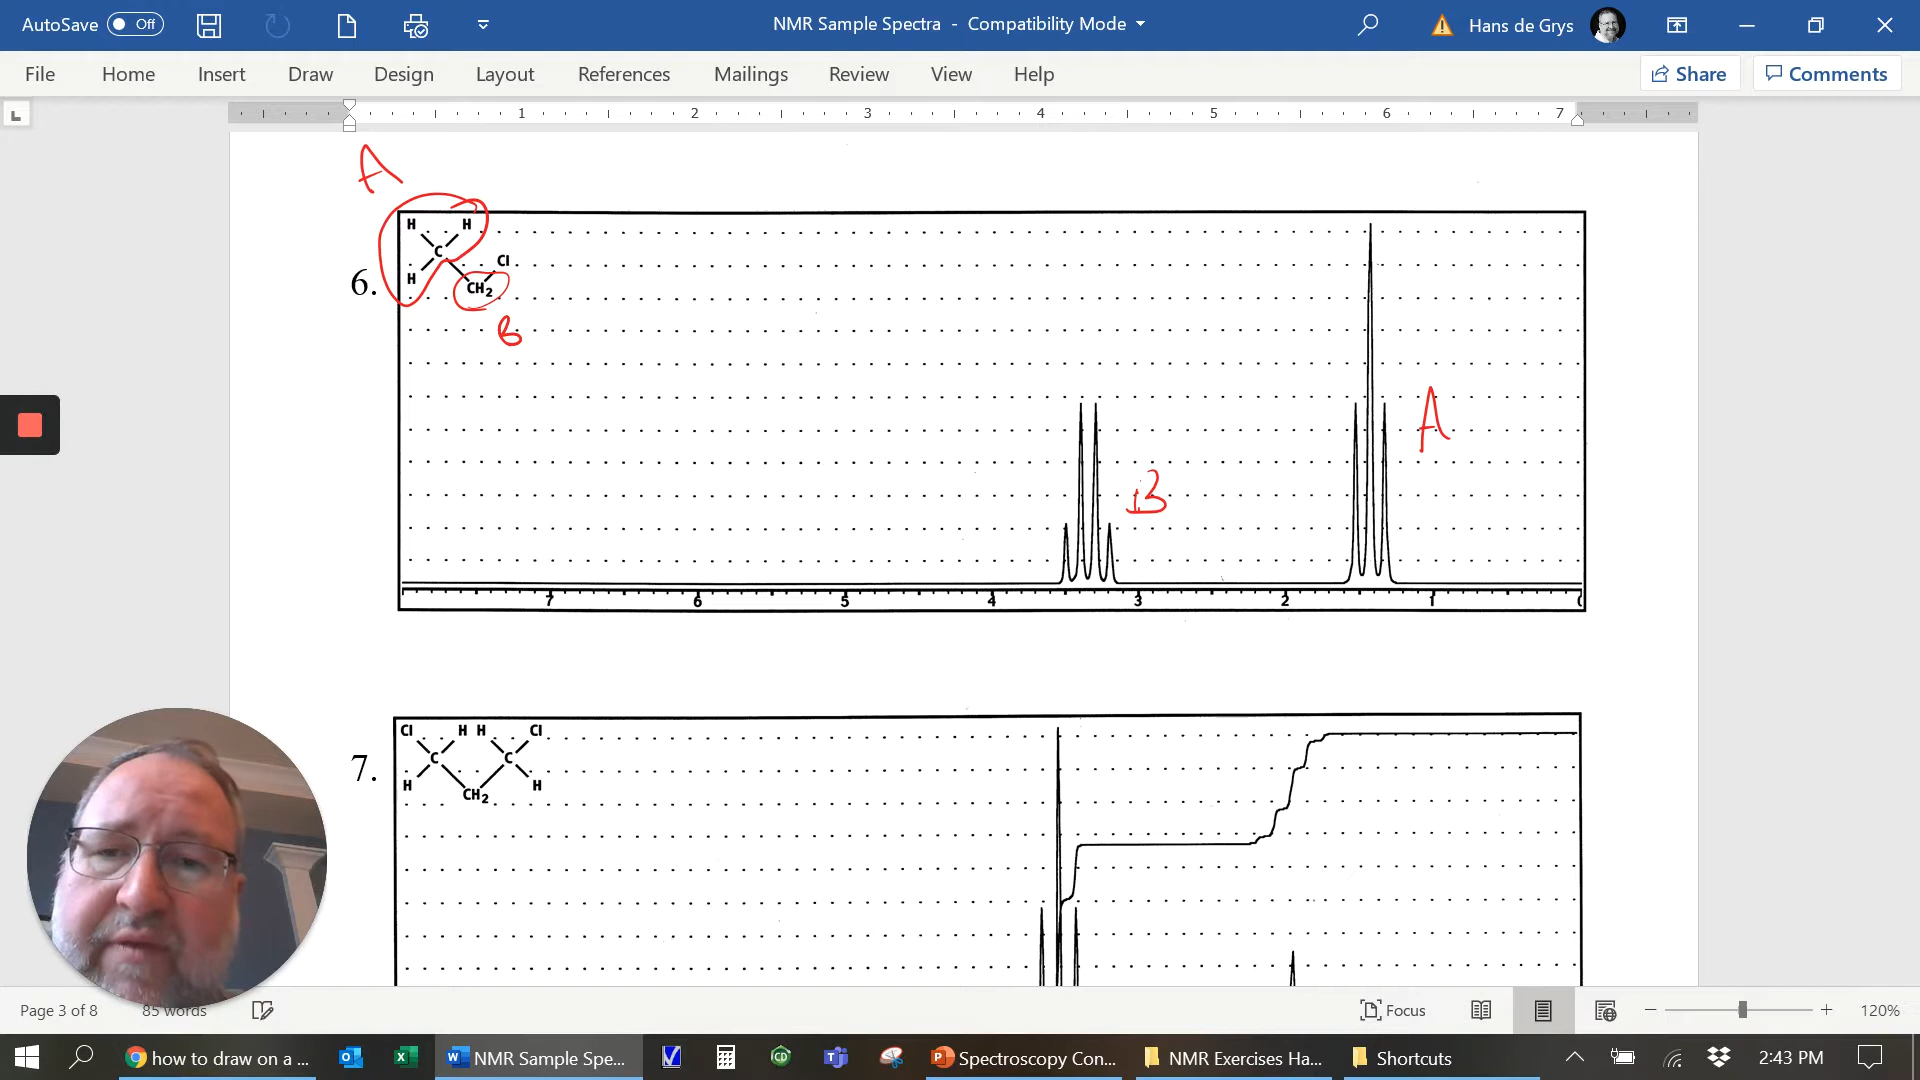 AutoSave Off NMR Sample Spectra - Compatibility Mode Hans de Grys
File Home Insert Draw Design Layout References Mailings Review View Help Share Comments
1 2 3 4 5 6 7
A
H H
C Cl
6. H CH2
B
A
B
7 6 5 4 3 2 1
Cl H H Cl
7. C C
H CH2 H
Page 3 of 8 85 words Focus 120%
how to draw on a ... NMR Sample Spe... Spectroscopy Con... NMR Exercises Ha... Shortcuts 2:43 PM